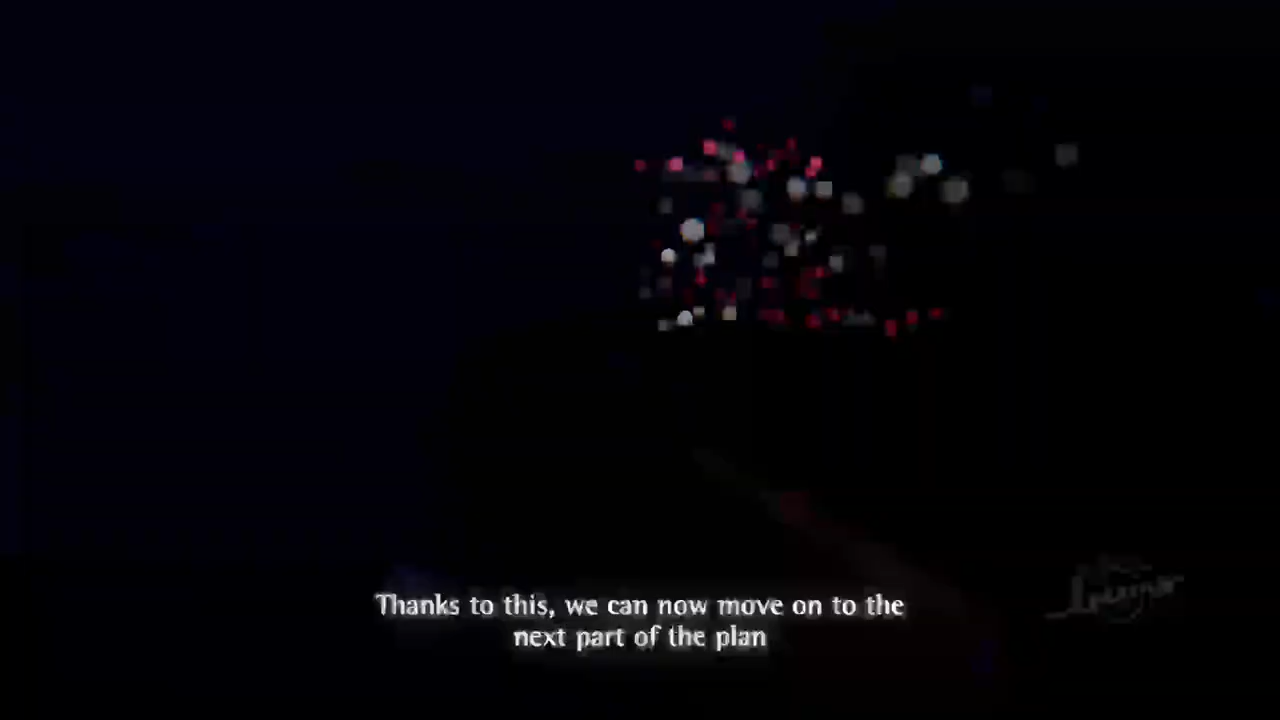 Thanks to this, we can now move on to the
next part of the plan